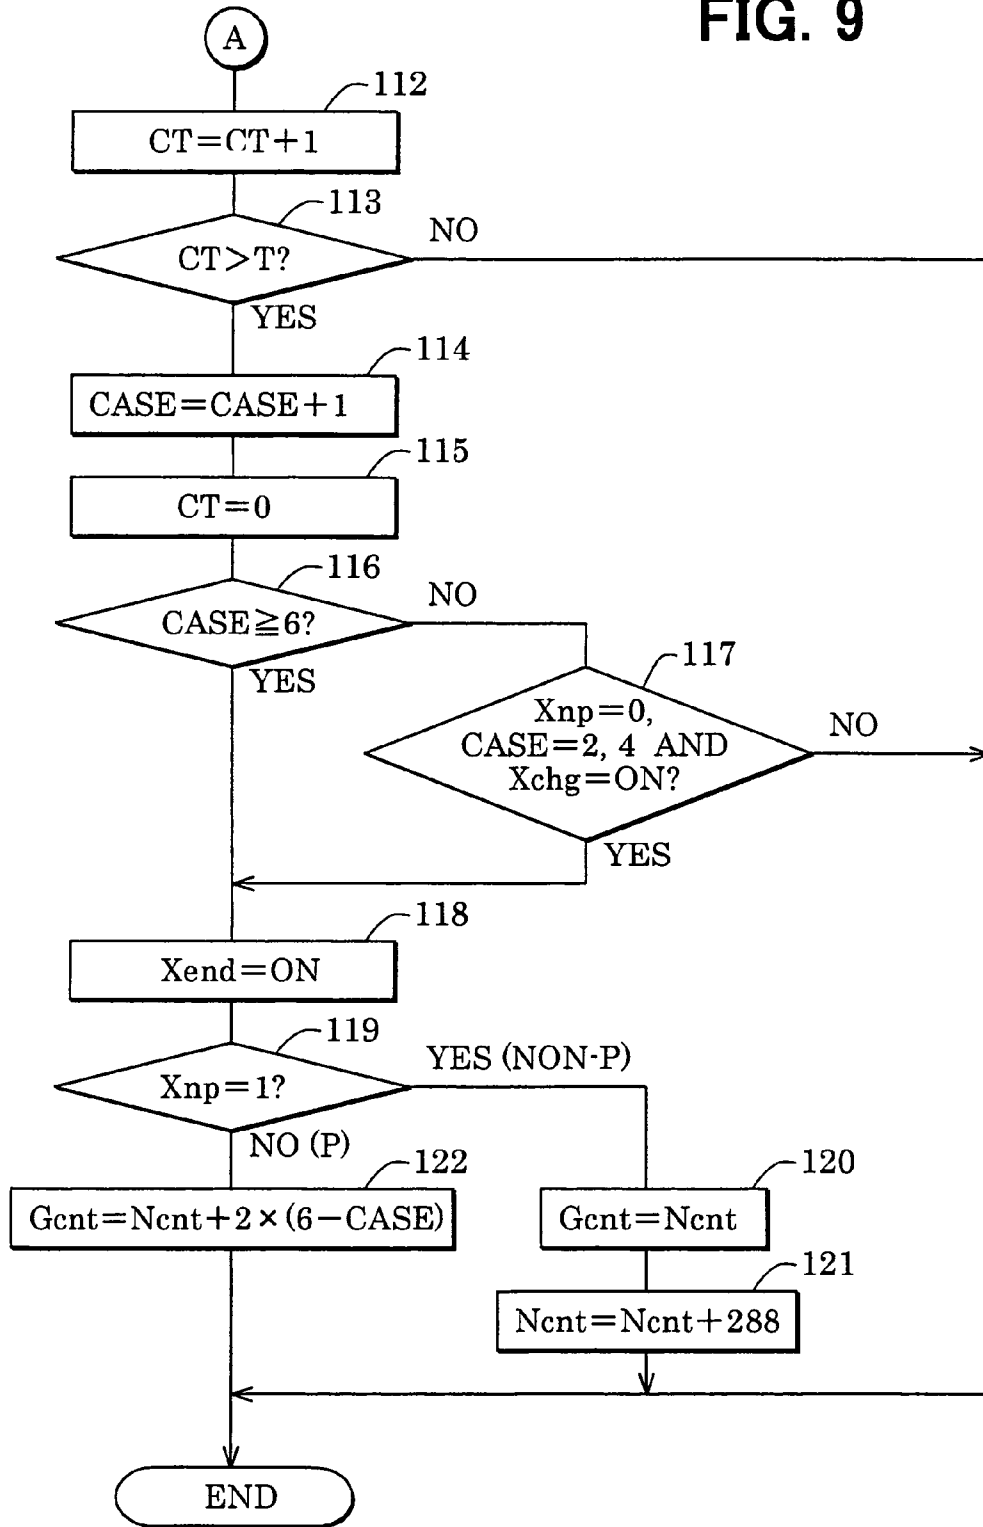 FIG. 9
A
112
CT=CT+1
113
CT>T?
NO
YES
114
CASE=CASE+1
115
CT=0
116
CASE≧6?
NO
YES
117
Xnp=0,
CASE=2, 4 AND
Xchg=ON?
NO
YES
118
Xend=ON
119
Xnp=1?
YES (NON-P)
NO (P)
122
Gcnt=Ncnt+2×(6-CASE)
120
Gcnt=Ncnt
121
Ncnt=Ncnt+288
END